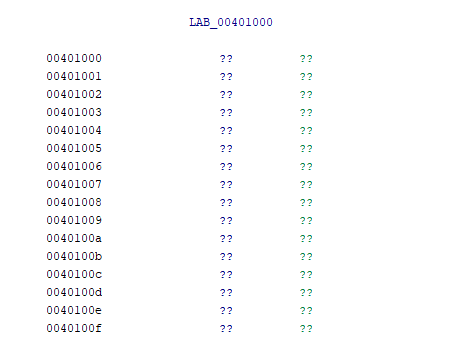 LAB_00401000
00401000 ?? ??
00401001 ?? ??
00401002 ?? ??
00401003 ?? ??
00401004 ?? ??
00401005 ?? ??
00401006 ?? ??
00401007 ?? ??
00401008 ?? ??
00401009 ?? ??
0040100a ?? ??
0040100b ?? ??
0040100c ?? ??
0040100d ?? ??
0040100e ?? ??
0040100f ?? ??